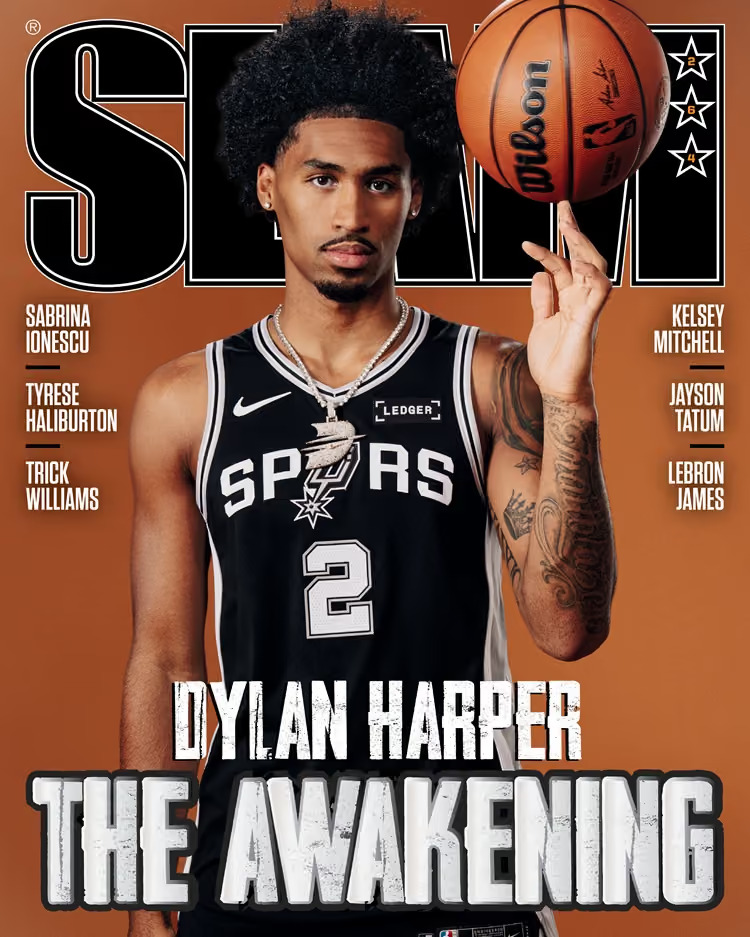 ®
SLAM
Wilson
2
6
4
SABRINA
IONESCU
TYRESE
HALIBURTON
TRICK
WILLIAMS
KELSEY
MITCHELL
JAYSON
TATUM
LEBRON
JAMES
LEDGER
SPURS
2
DYLAN HARPER
THE AWAKENING